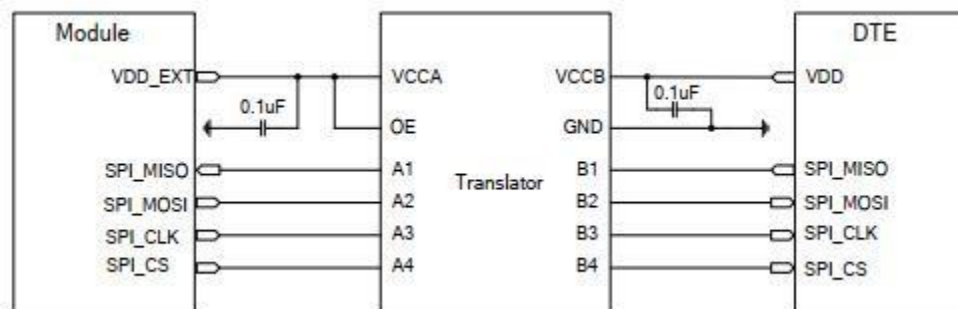 Module
DTE
VDD_EXT
VCCA
VCCB
VDD
0.1uF
0.1uF
OE
GND
SPI_MISO
A1
B1
SPI_MISO
Translator
SPI_MOSI
A2
B2
SPI_MOSI
SPI_CLK
A3
B3
SPI_CLK
SPI_CS
A4
B4
SPI_CS